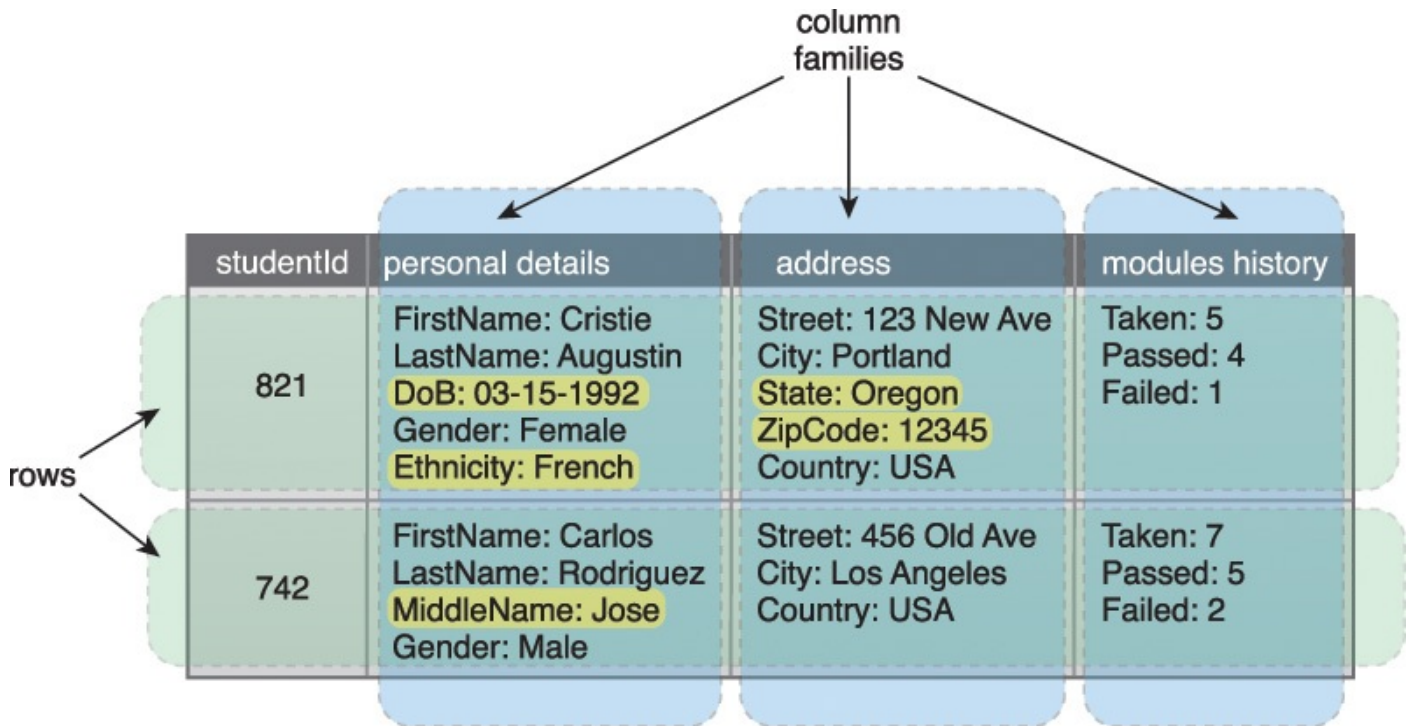 column
families
studentId
personal details
address
modules history
rows
821
FirstName: Cristie
LastName: Augustin
DoB: 03-15-1992
Gender: Female
Ethnicity: French
Street: 123 New Ave
City: Portland
State: Oregon
ZipCode: 12345
Country: USA
Taken: 5
Passed: 4
Failed: 1
742
FirstName: Carlos
LastName: Rodriguez
MiddleName: Jose
Gender: Male
Street: 456 Old Ave
City: Los Angeles
Country: USA
Taken: 7
Passed: 5
Failed: 2